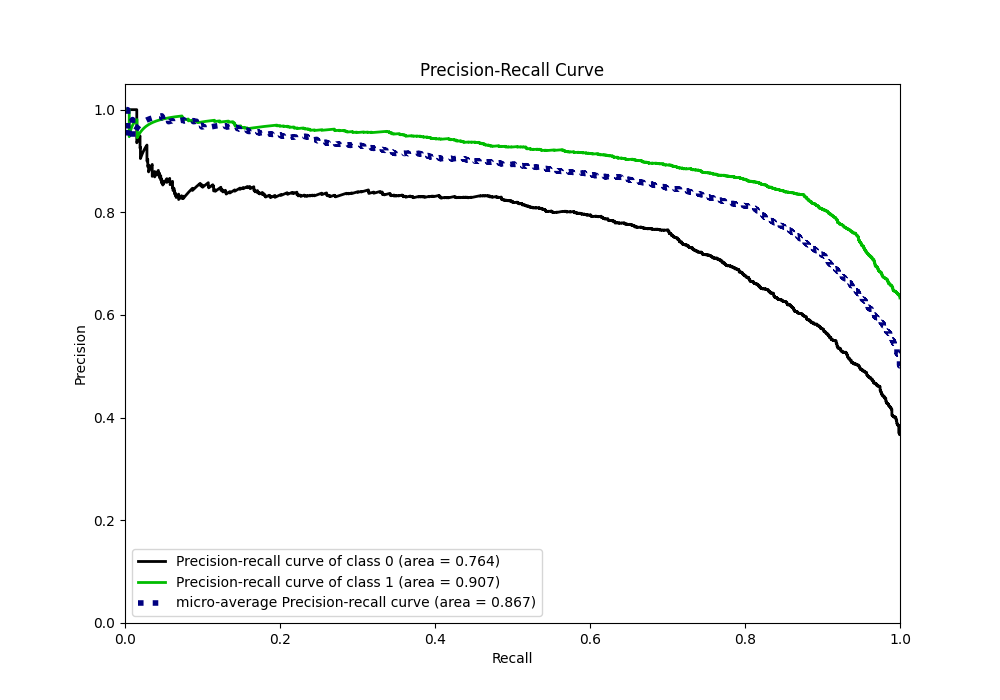 Precision-Recall Curve
1.0
0.8
0.6
0.4
0.2
0.0
Precision
Precision-recall curve of class 0 (area = 0.764)
Precision-recall curve of class 1 (area = 0.907)
micro-average Precision-recall curve (area = 0.867)
0.0 0.2 0.4 0.6 0.8 1.0
Recall